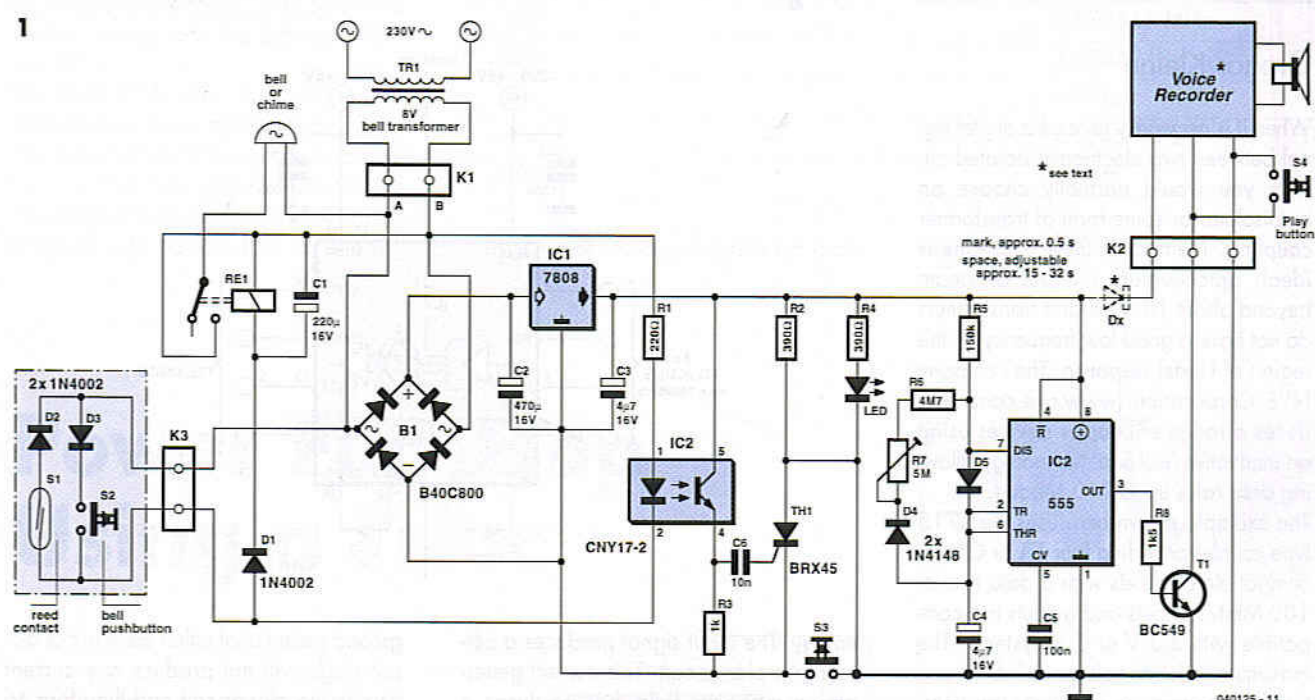 1
230V ~
TR1
8V
bell transformer
bell
or
chime
K1
A
B
Voice *
Recorder
* see text
S4
Play
button
K2
mark, approx. 0.5 s
space, adjustable
approx. 15 - 32 s
*
Dx
RE1
C1
220µ
16V
IC1
7808
R1
220Ω
R2
390Ω
R4
390Ω
R5
150k
C2
470µ
16V
C3
4µ7
16V
LED
R6
4M7
R7
5M
2x 1N4002
D2
D3
S1
S2
K3
B1
B40C800
IC2
1
5
2
4
CNY17-2
C6
10n
TH1
BRX45
D4
2x
1N4148
D5
4
8
R
7
DIS
IC2
555
OUT
3
2
TR
6
THR
CV
5
1
R8
1k5
T1
BC549
D1
1N4002
R3
1k
S3
C4
4µ7
16V
C5
100n
reed
contact
bell
pushbutton
040125 - 11